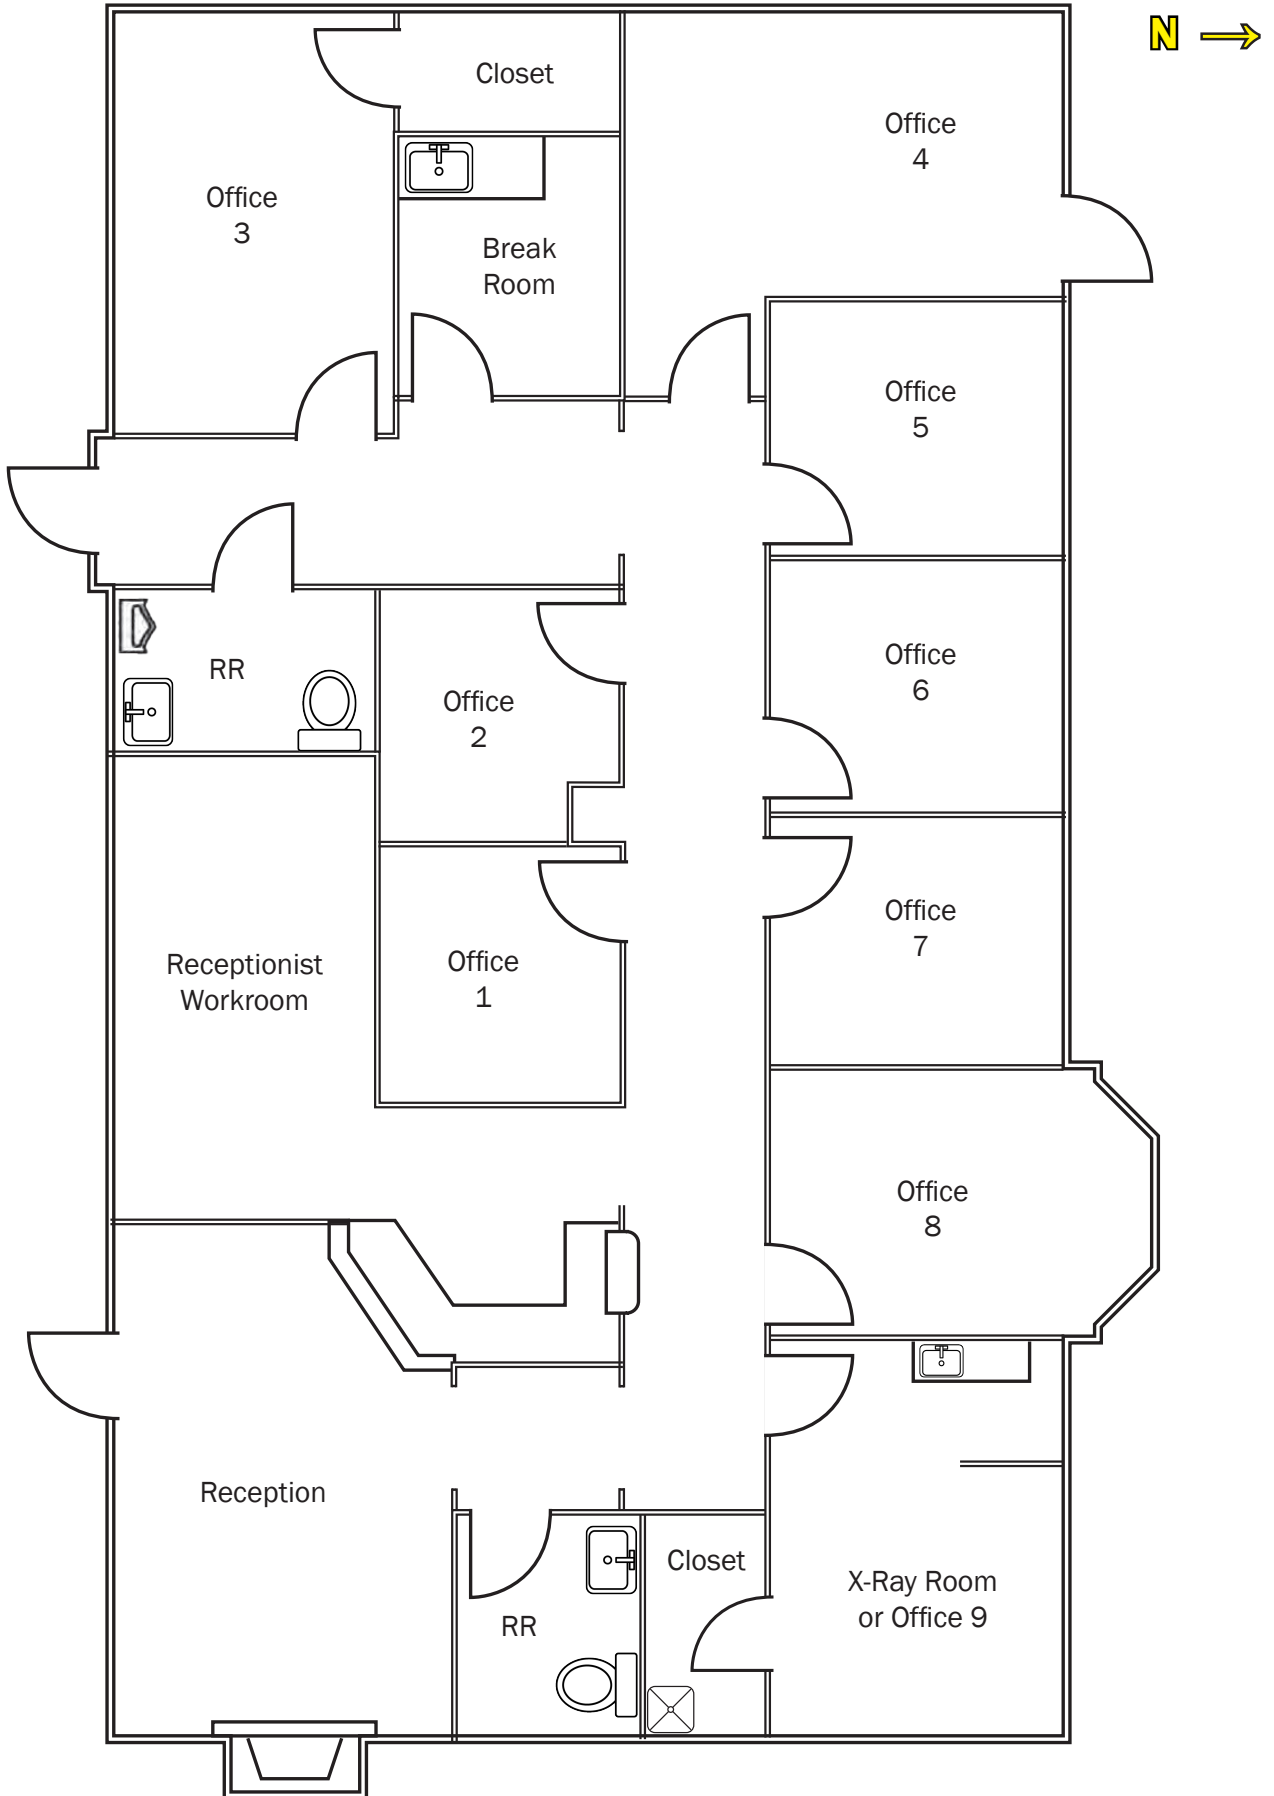 N
Closet
Office
4
Office
3
Break
Room
Office
5
RR
Office
6
Office
2
Office
7
Receptionist
Workroom
Office
1
Office
8
Reception
Closet
X-Ray Room
or Office 9
RR